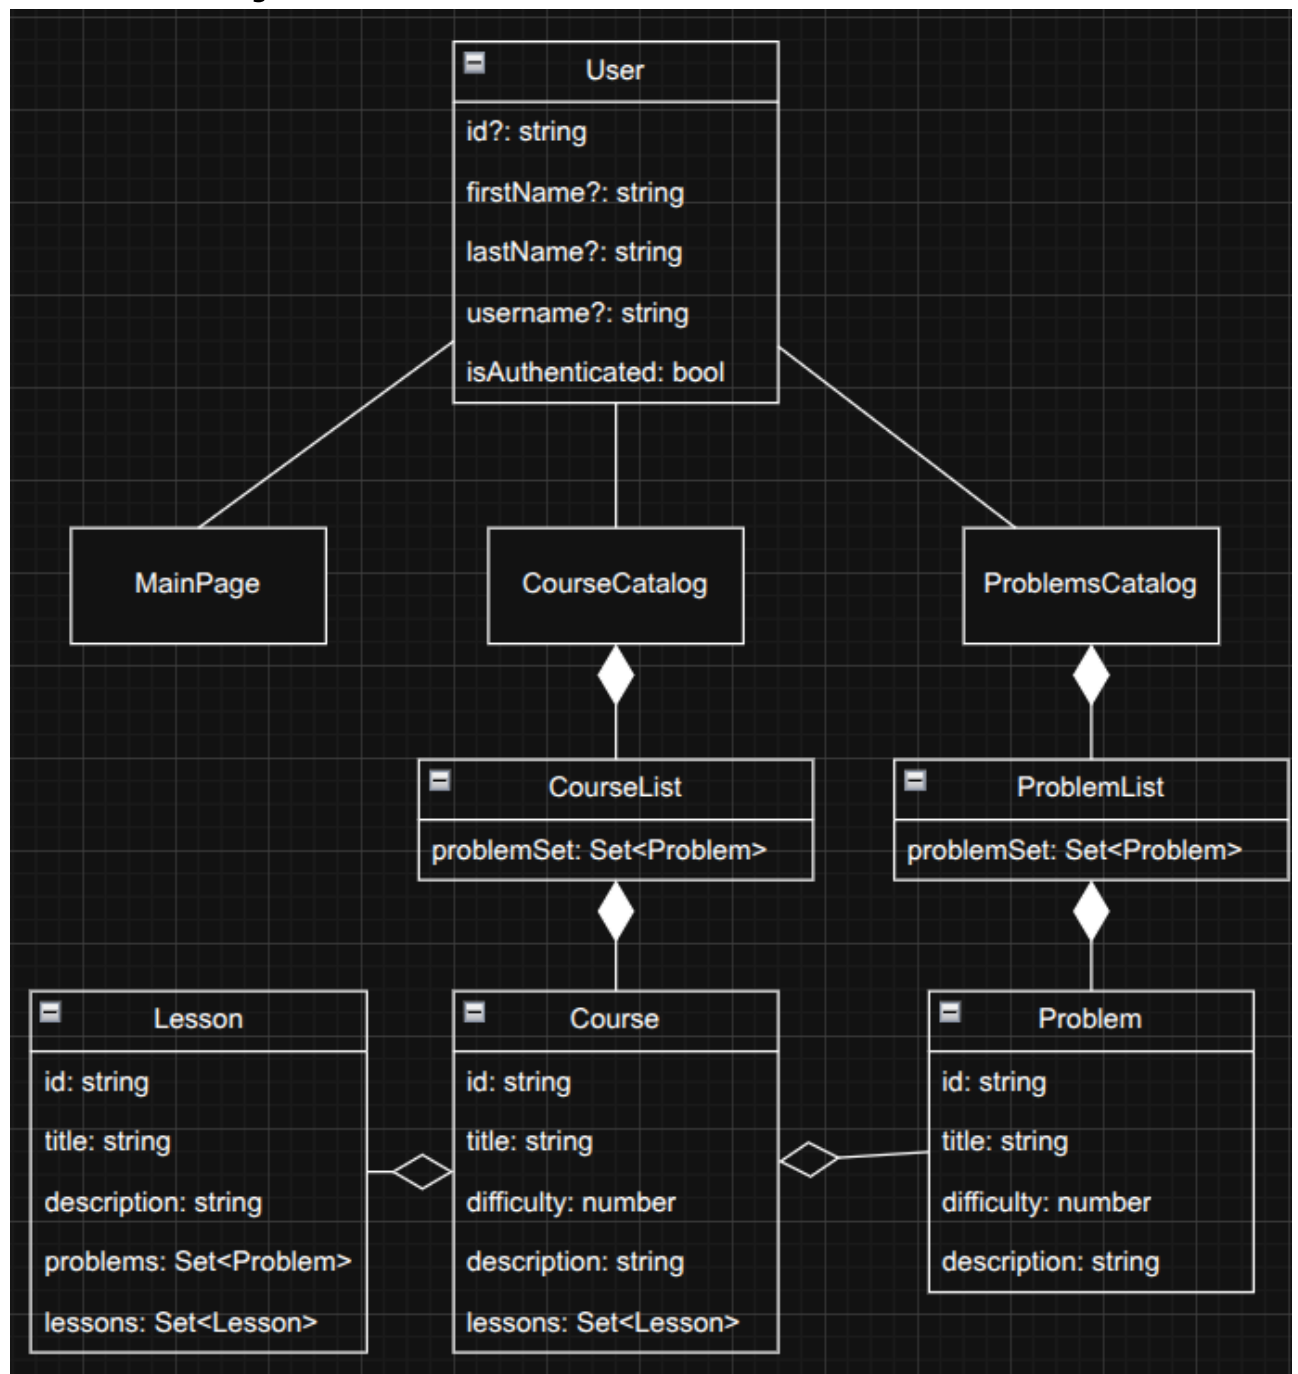 User
id?: string
firstName?: string
lastName?: string
username?: string
isAuthenticated: bool
MainPage
CourseCatalog
ProblemsCatalog
CourseList
problemSet: Set<Problem>
ProblemList
problemSet: Set<Problem>
Lesson
id: string
title: string
description: string
problems: Set<Problem>
lessons: Set<Lesson>
Course
id: string
title: string
difficulty: number
description: string
lessons: Set<Lesson>
Problem
id: string
title: string
difficulty: number
description: string